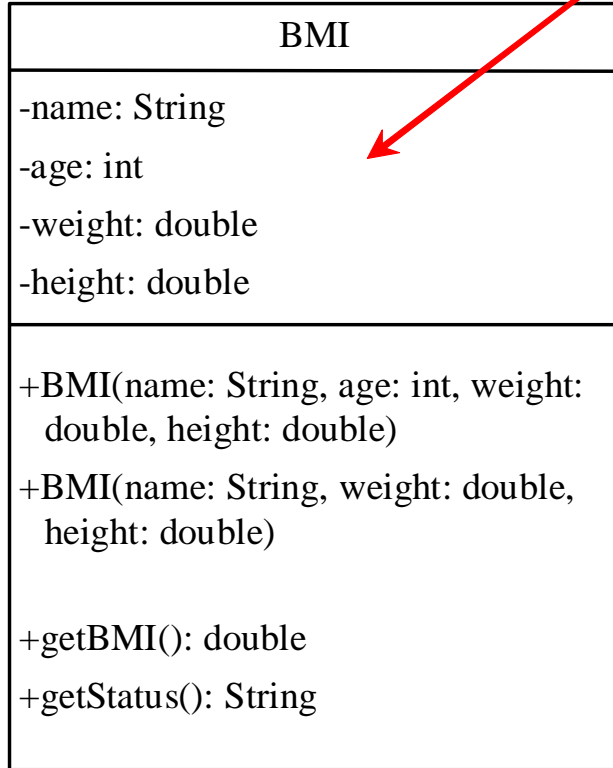 BMI
-name: String
-age: int
-weight: double
-height: double
+BMI(name: String, age: int, weight:
double, height: double)
+BMI(name: String, weight: double,
height: double)
+getBMI(): double
+getStatus(): String